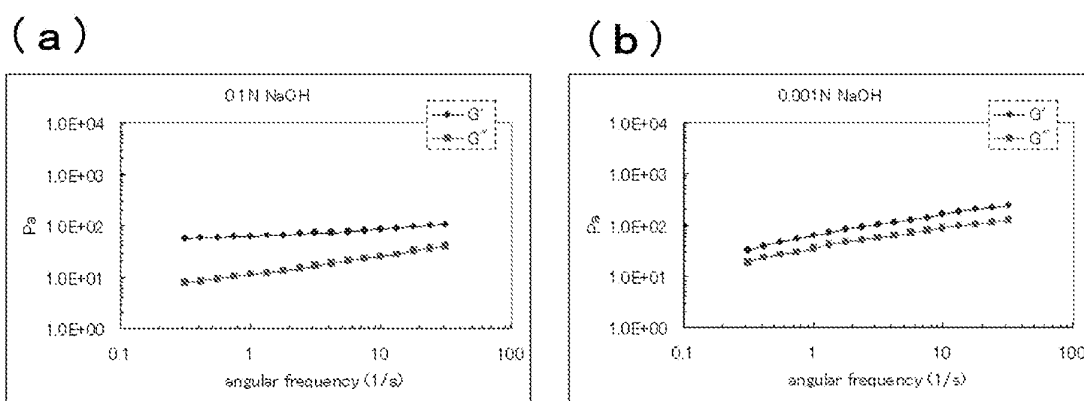 (a)
0.1N NaOH
G'
G"
1.0E+04
1.0E+03
1.0E+02
1.0E+01
1.0E+00
Pa
0.1 1 10 100
angular frequency (1/s)
(b)
0.001N NaOH
G'
G"
1.0E+04
1.0E+03
1.0E+02
1.0E+01
1.0E+00
Pa
0.1 1 10 100
angular frequency (1/s)